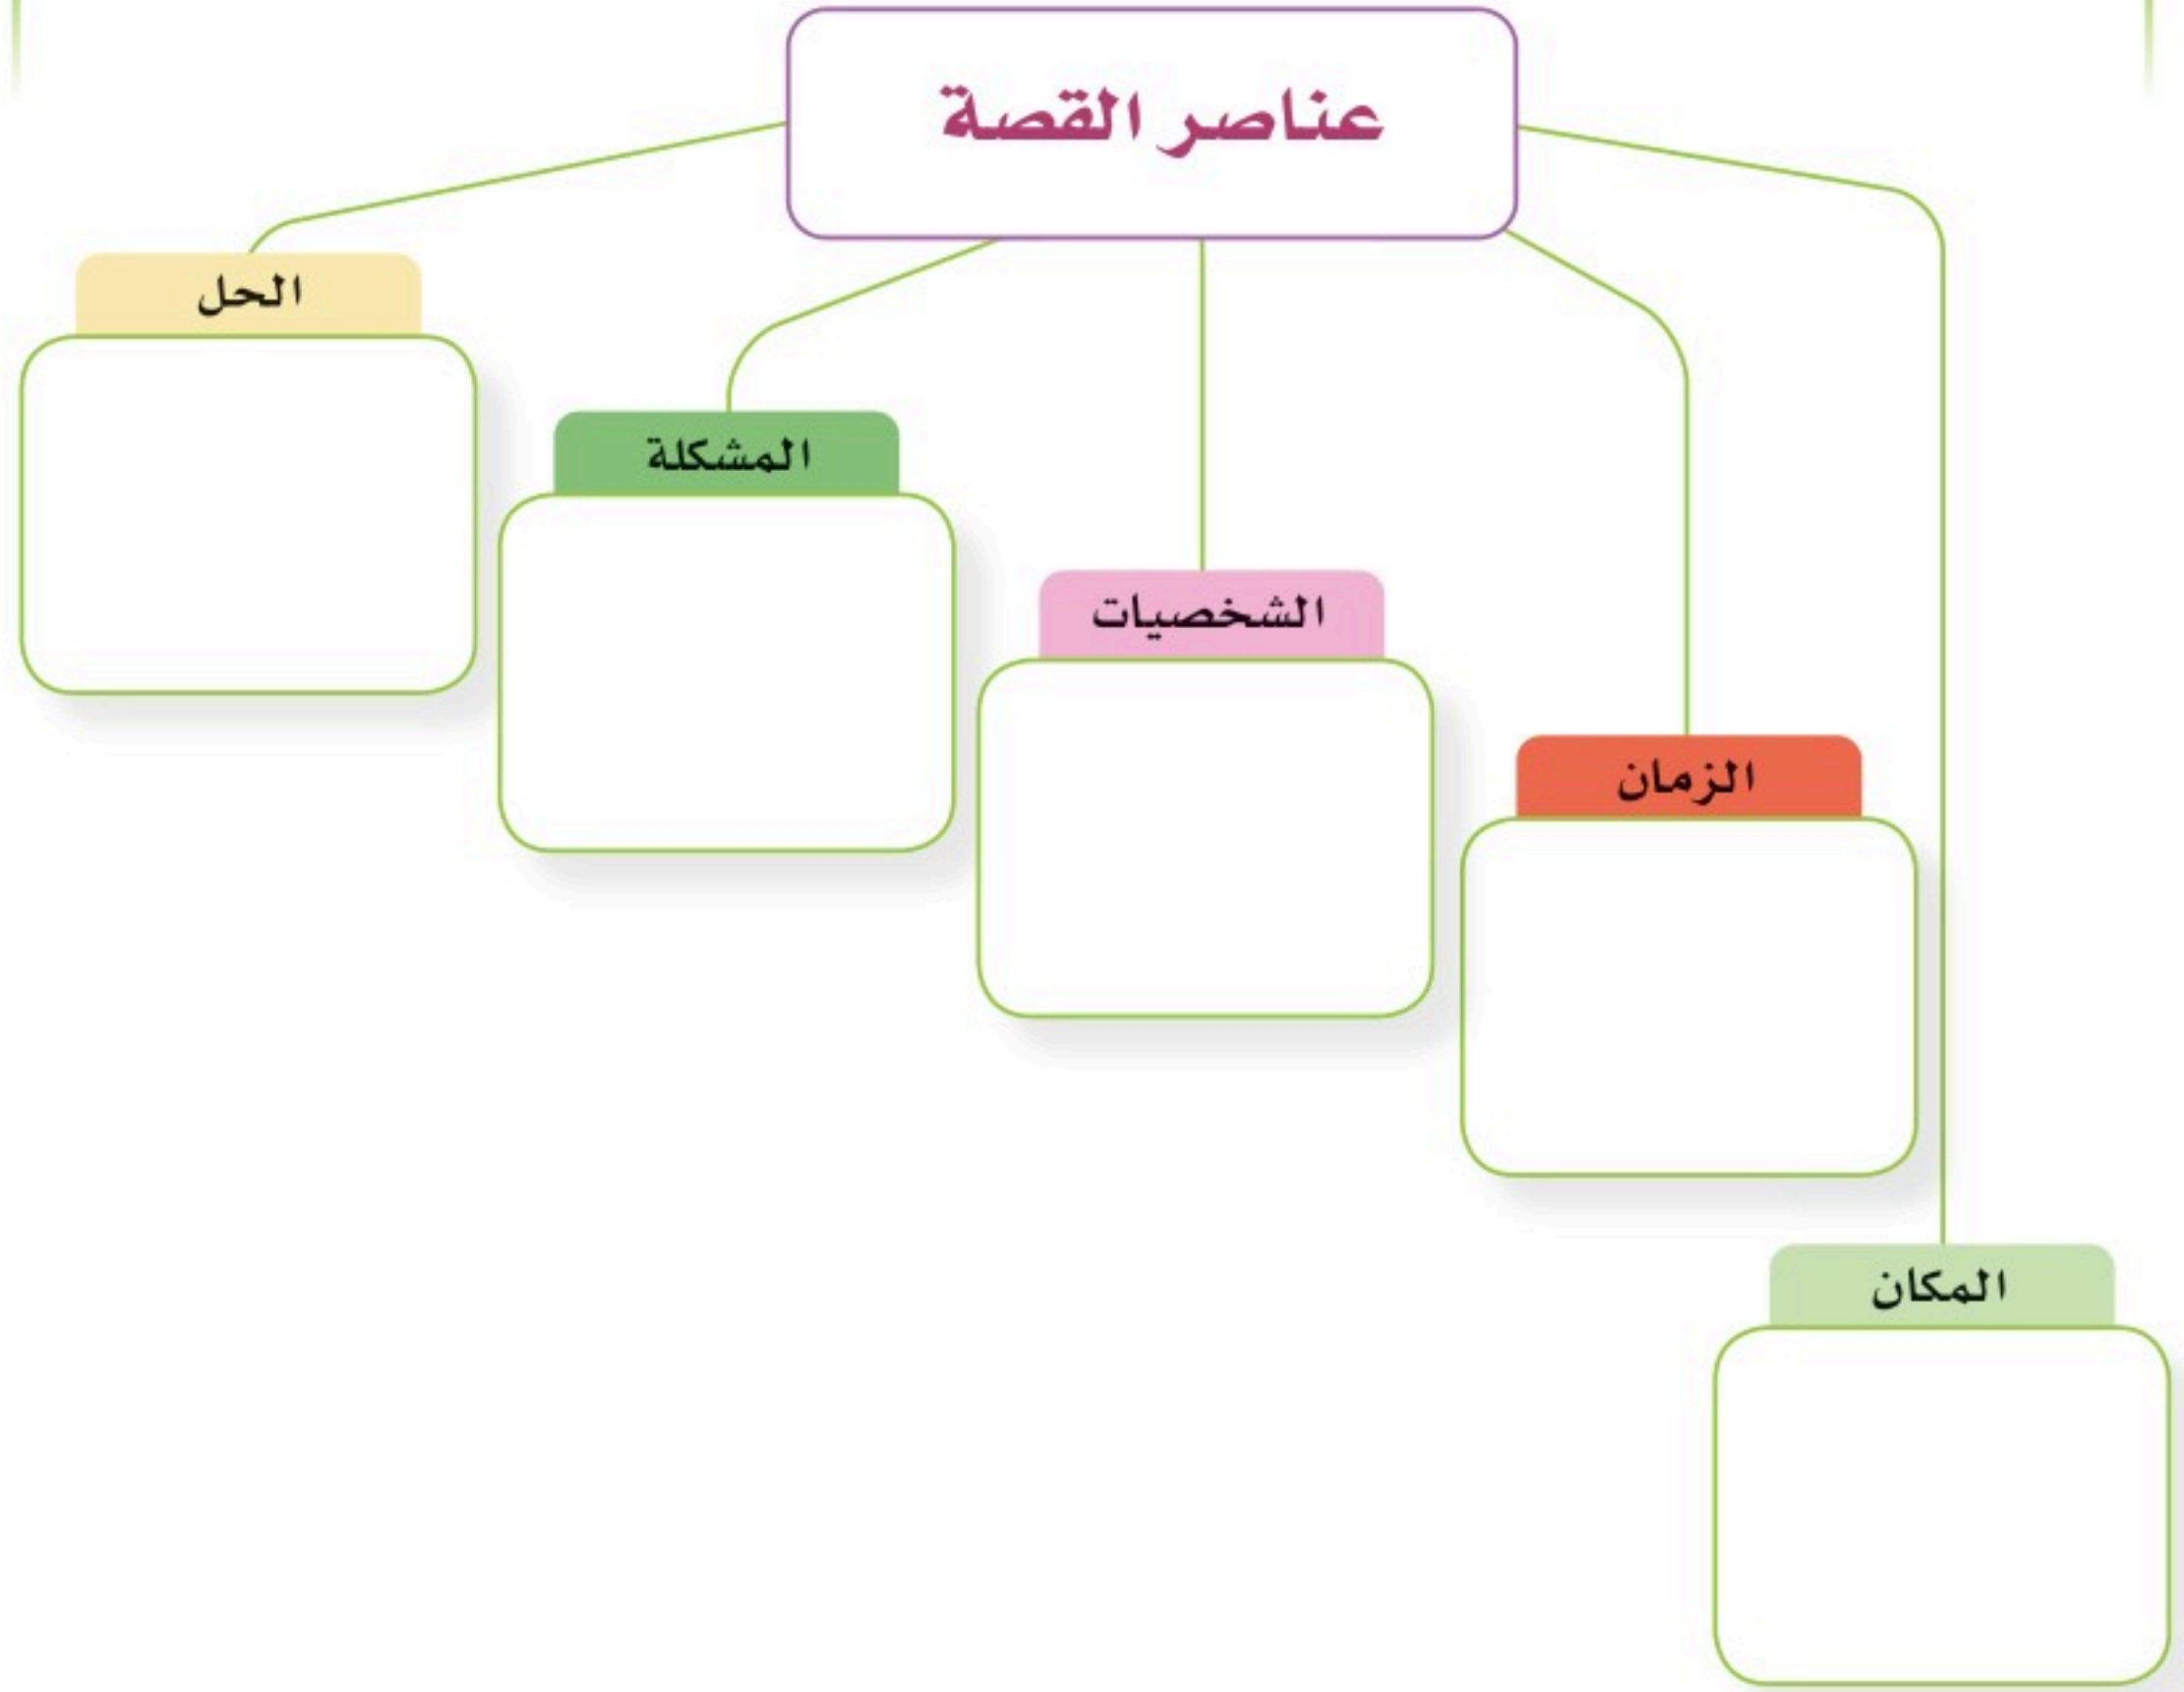 عناصر القصة
الحل
المشكلة
الشخصيات
الزمان
المكان